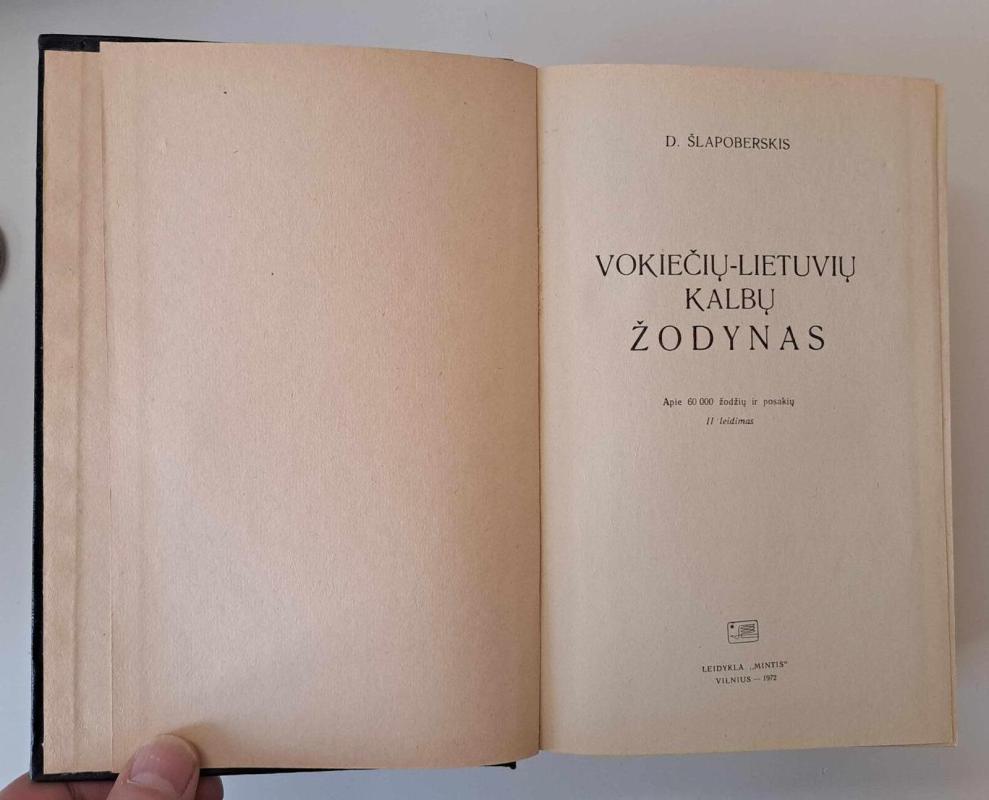 D. ŠLAPOBERSKIS
VOKIEČIŲ-LIETUVIŲ
KALBŲ
ŽODYNAS
Apie 60 000 žodžių ir posakių
II leidimas
LEIDYKLA „MINTIS“
VILNIUS — 1972